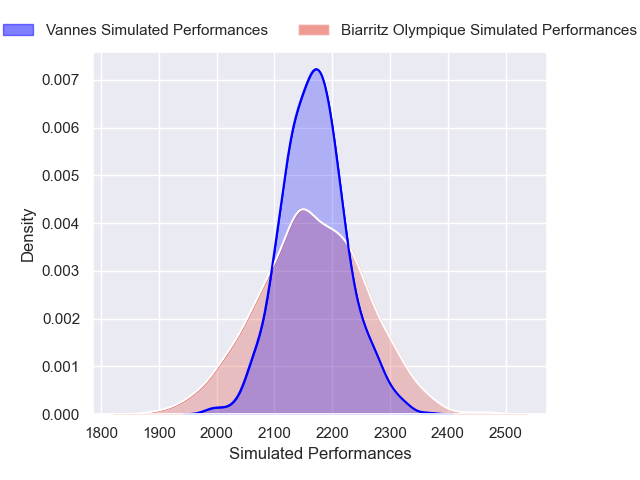 Vannes Simulated Performances
Biarritz Olympique Simulated Performances
0.007
0.006
0.005
0.004
0.003
0.002
0.001
0.000
Density
1800 1900 2000 2100 2200 2300 2400 2500
Simulated Performances